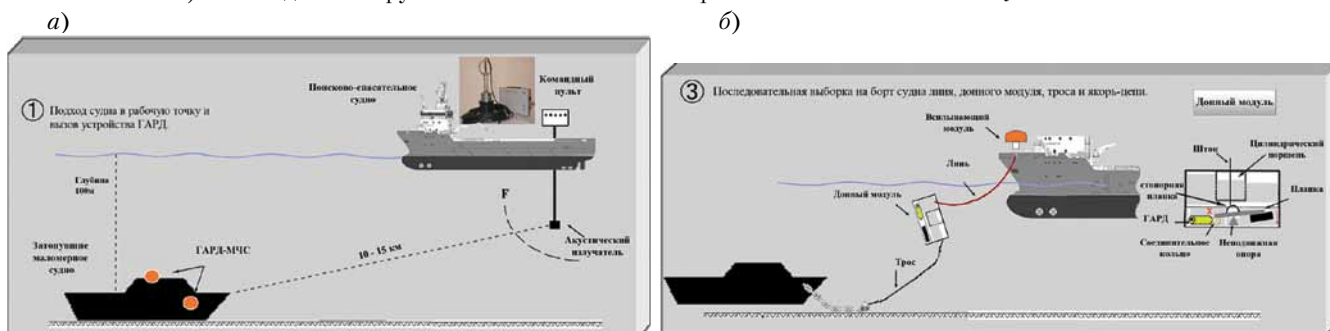 а)
б)
① Подход судна в рабочую точку и
вызов устройства ГАРД.
Поисково-спасательное
судно
Командный
пульт
Глубина
400м
F
Акустический
излучатель
10 - 15 км
Затонувшее
маломерное
судно
ГАРД-МЧС
③ Последовательная выборка на борт судна линя, донного модуля, троса и якорь-цепи.
Донный модуль
Всплывающий
модуль
Линь
Донный модуль
Трос
Шток
Цилиндрический
поршень
стопорная
планка
Планка
ГАРД
Соединительное
кольцо
Неподвижная
опора